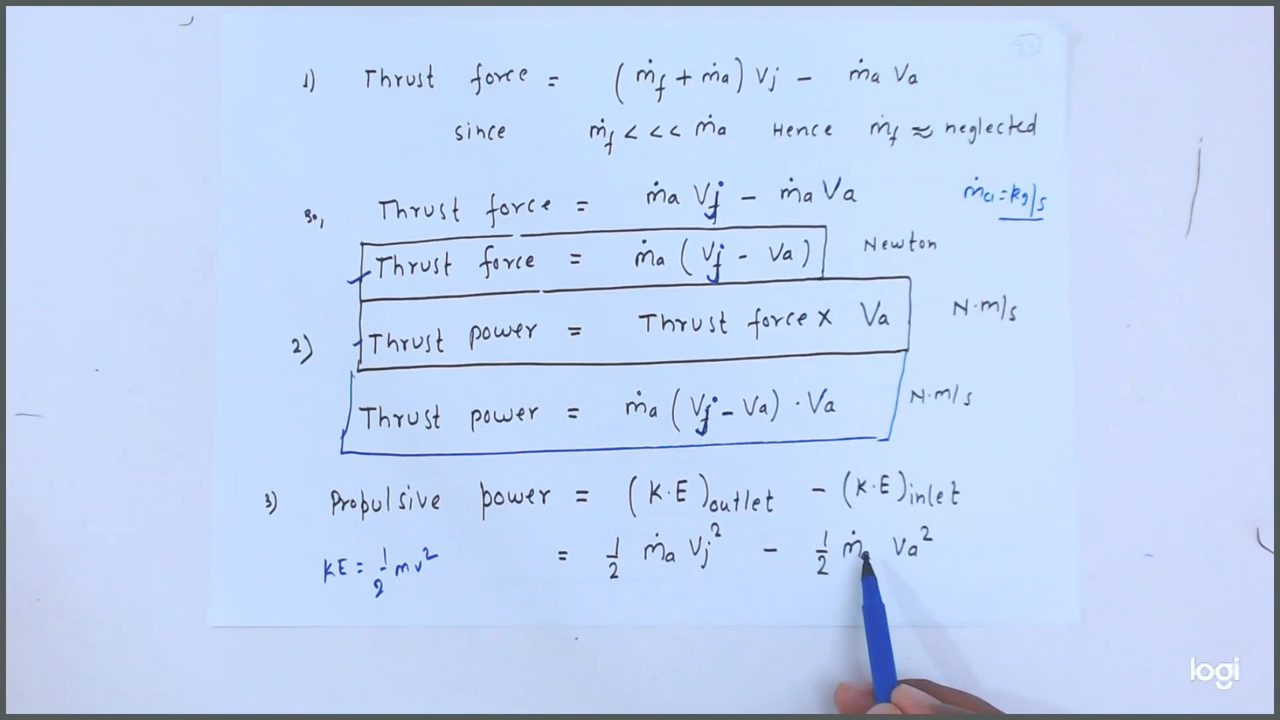 1) Thrust force = (ṁf + ṁa) Vj - ṁa Va
since ṁf < < < ṁa Hence ṁf ≈ neglected
So, Thrust force = ṁa Vj - ṁa Va ṁa = kg/s
Thrust force = ṁa (Vj - Va) Newton
2) Thrust power = Thrust force x Va N.m/s
Thrust power = ṁa (Vj - Va) · Va N.m/s
3) Propulsive power = (K.E)outlet - (K.E)inlet
KE = 1/2 mv² = 1/2 ṁa Vj² - 1/2 ṁa Va²
logi